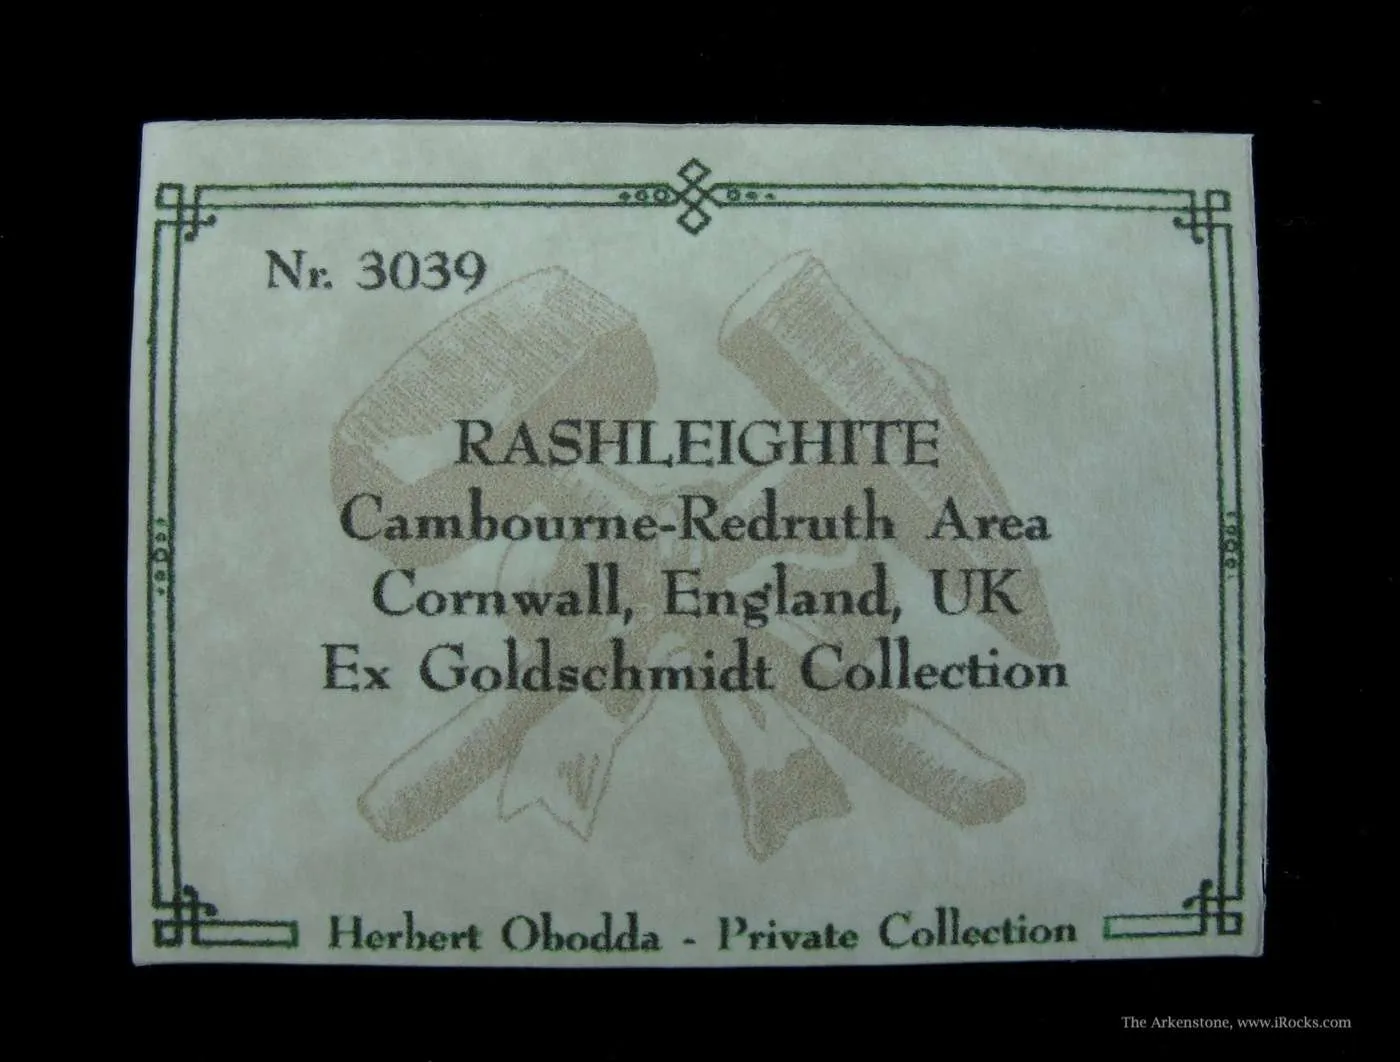 Nr. 3039
RASHLEIGHITE
Cambourne-Redruth Area
Cornwall, England, UK
Ex Goldschmidt Collection
Herbert Obodda - Private Collection
The Arkenstone, www.iRocks.com